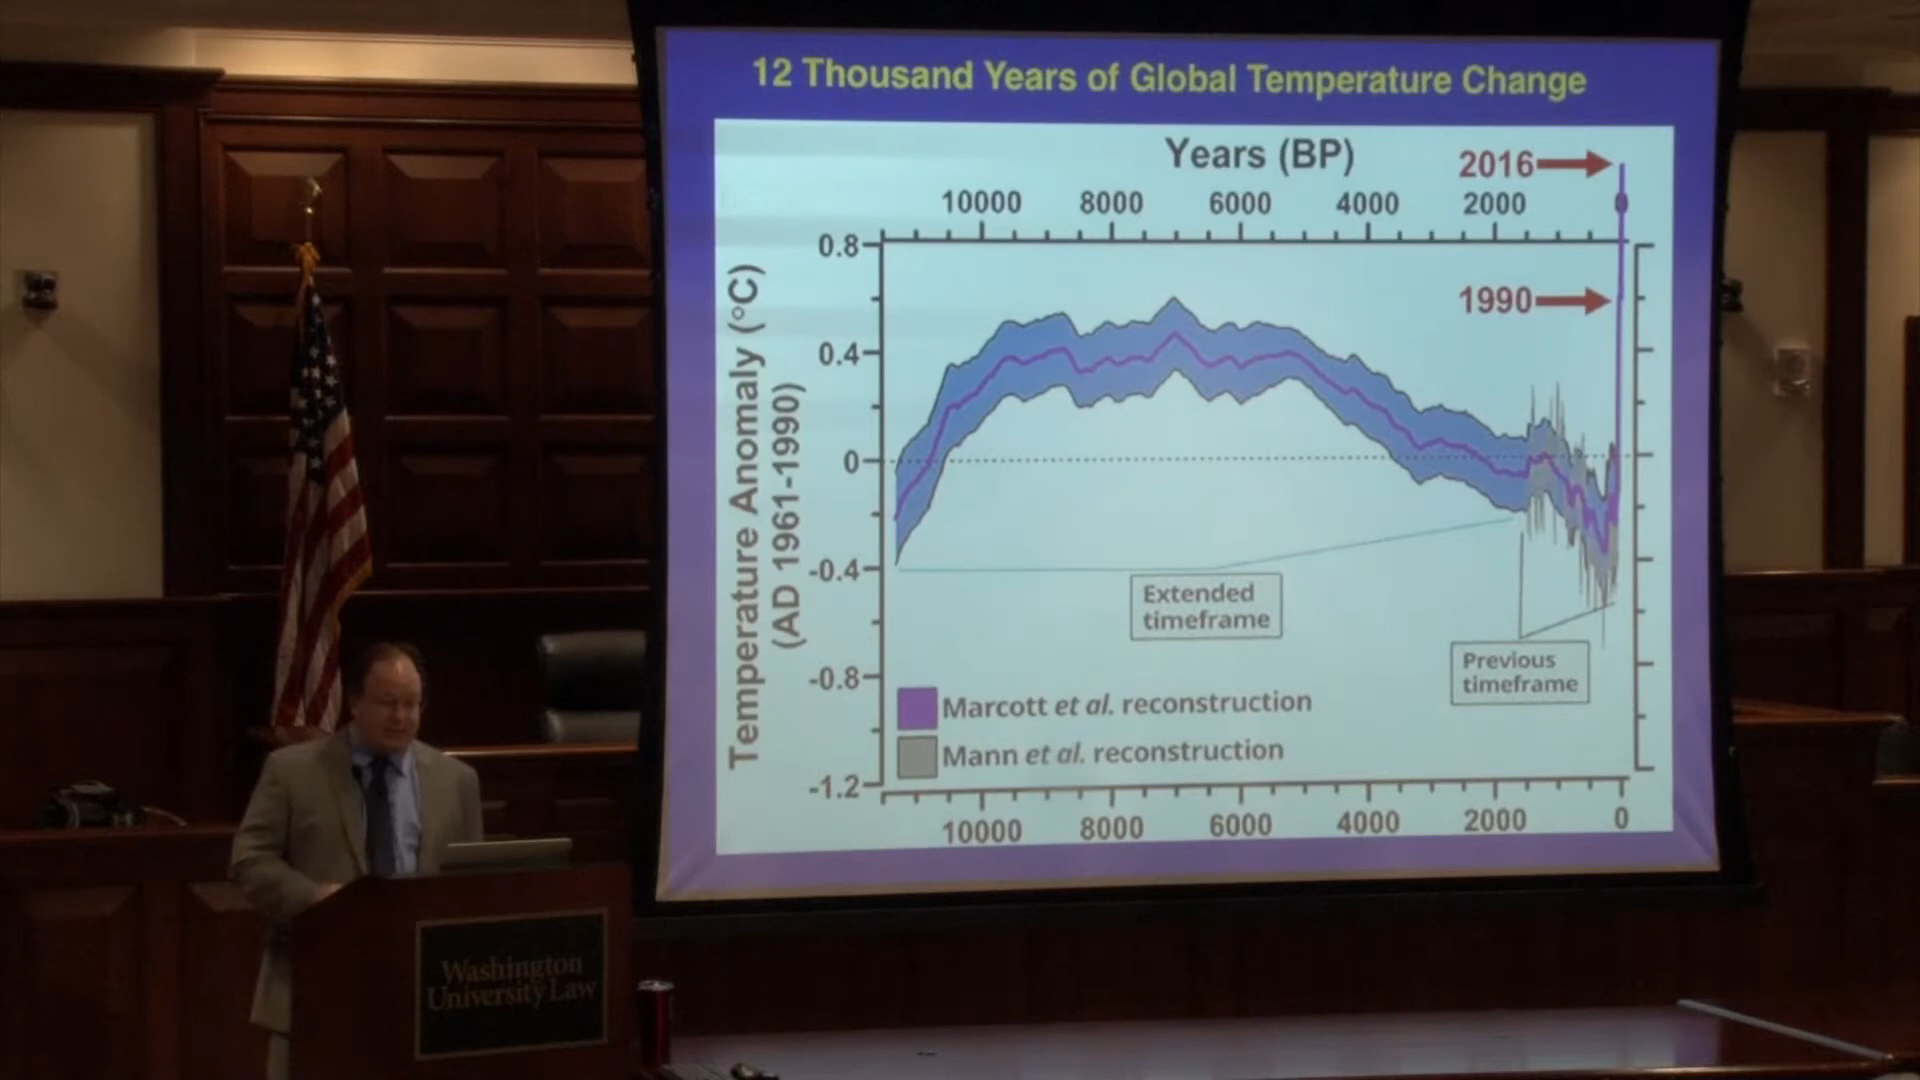 12 Thousand Years of Global Temperature Change
Years (BP)
2016
10000 8000 6000 4000 2000 0
0.8
1990
0.4
0
-0.4
-0.8
-1.2
Temperature Anomaly (°C)
(AD 1961-1990)
Extended
timeframe
Previous
timeframe
Marcott et al. reconstruction
Mann et al. reconstruction
10000 8000 6000 4000 2000 0
Washington
University Law